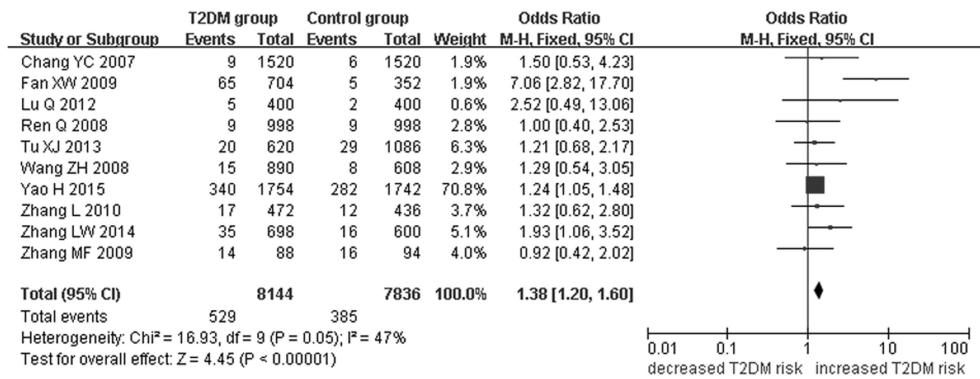 T2DM group Control group Odds Ratio Odds Ratio
Study or Subgroup Events Total Events Total Weight M-H, Fixed, 95% CI M-H, Fixed, 95% CI
Chang YC 2007 9 1520 6 1520 1.9% 1.50 [0.53, 4.23]
Fan XW 2009 65 704 5 352 5.1% 7.06 [2.82, 17.70]
Lu Q 2012 5 400 2 400 0.6% 2.52 [0.49, 13.06]
Ren Q 2008 9 998 9 998 2.8% 1.00 [0.40, 2.53]
Tu XJ 2013 20 620 29 1086 6.3% 1.21 [0.68, 2.17]
Wang ZH 2008 15 890 8 608 2.9% 1.29 [0.54, 3.05]
Yao H 2015 340 1754 282 1742 70.8% 1.24 [1.05, 1.48]
Zhang L 2010 17 472 12 436 3.7% 1.32 [0.62, 2.80]
Zhang LW 2014 35 698 16 600 5.1% 1.93 [1.06, 3.52]
Zhang MF 2009 14 88 16 94 4.0% 0.92 [0.42, 2.02]
Total (95% CI) 8144 7836 100.0% 1.38 [1.20, 1.60]
Total events 529 385
Heterogeneity: Chi² = 16.93, df = 9 (P = 0.05); I² = 47%
Test for overall effect: Z = 4.45 (P < 0.00001)
0.01 0.1 1 10 100
decreased T2DM risk increased T2DM risk